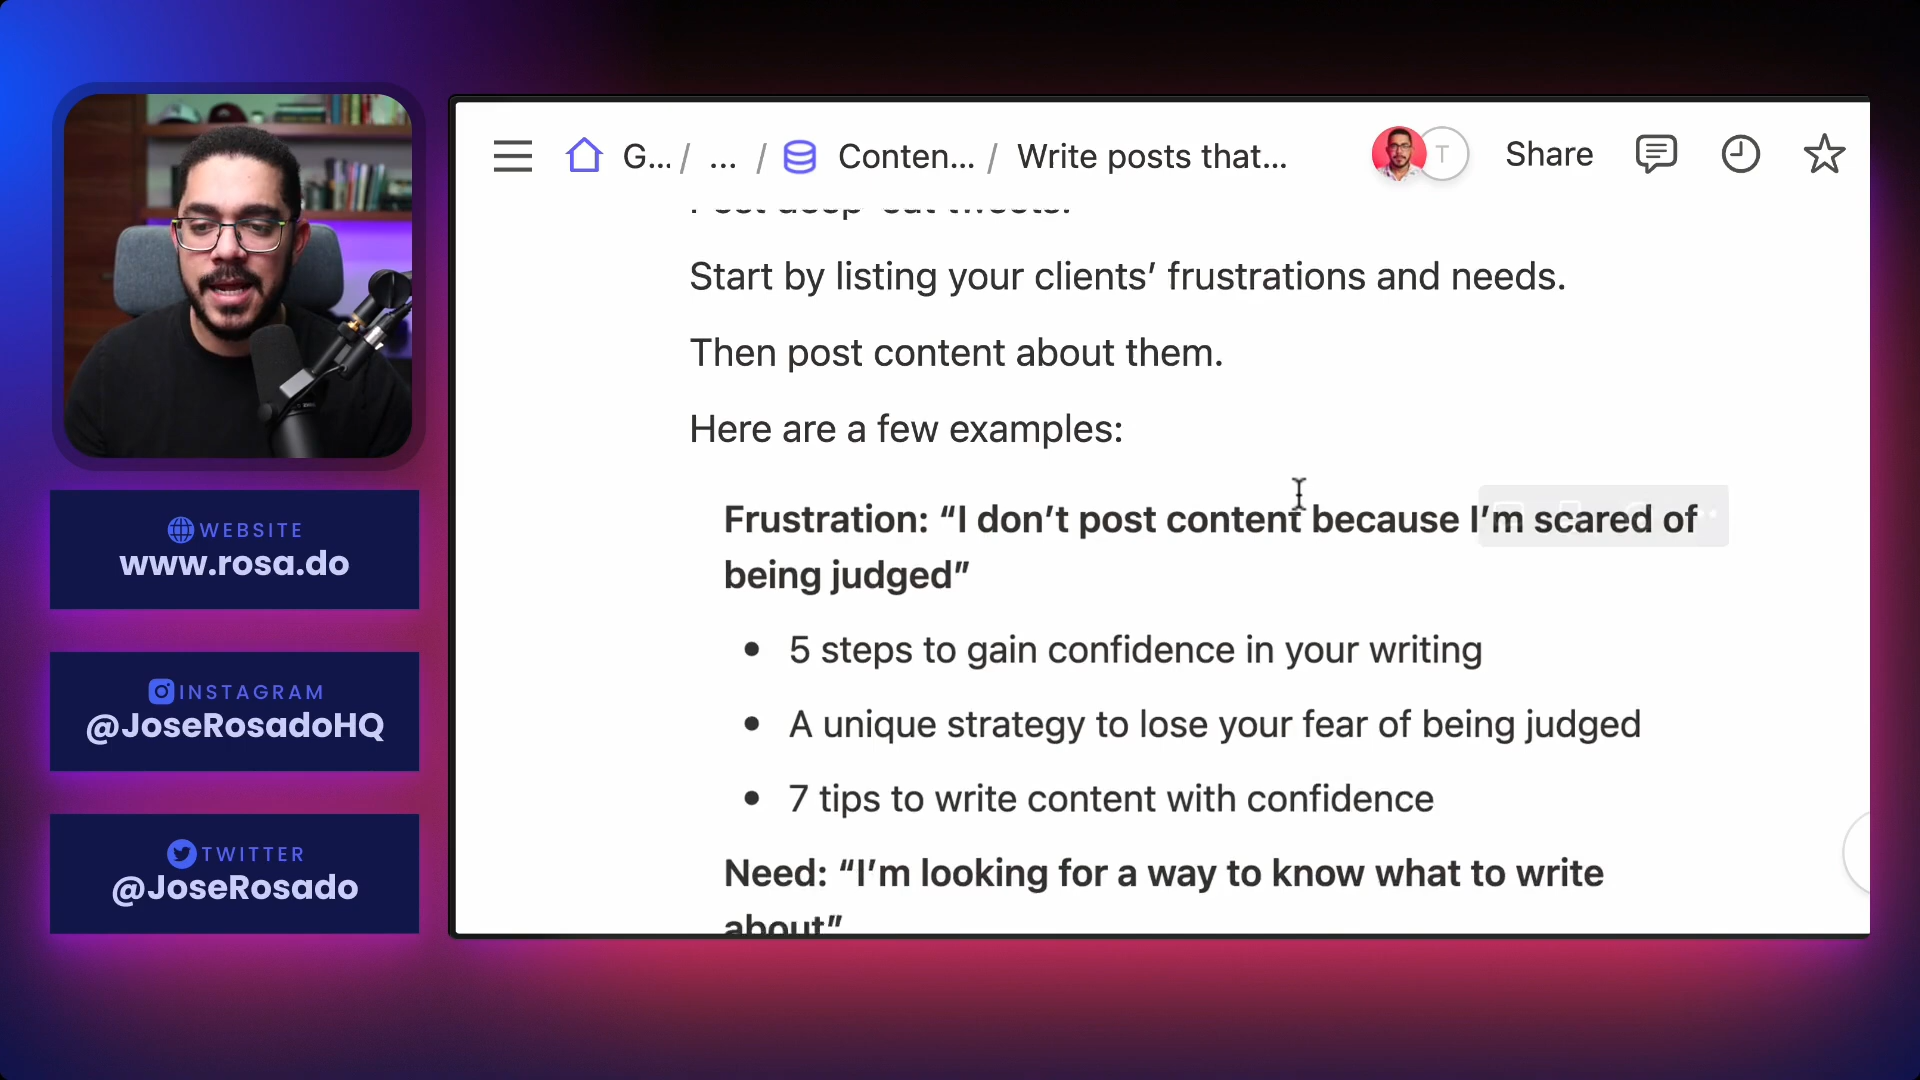 WEBSITE
www.rosa.do
INSTAGRAM
@JoseRosadoHQ
TWITTER
@JoseRosado
G... / ... / Conten... / Write posts that...
T
Share
Start by listing your clients’ frustrations and needs.
Then post content about them.
Here are a few examples:
Frustration: “I don’t post content because I’m scared of
being judged”
• 5 steps to gain confidence in your writing
• A unique strategy to lose your fear of being judged
• 7 tips to write content with confidence
Need: “I’m looking for a way to know what to write
about”